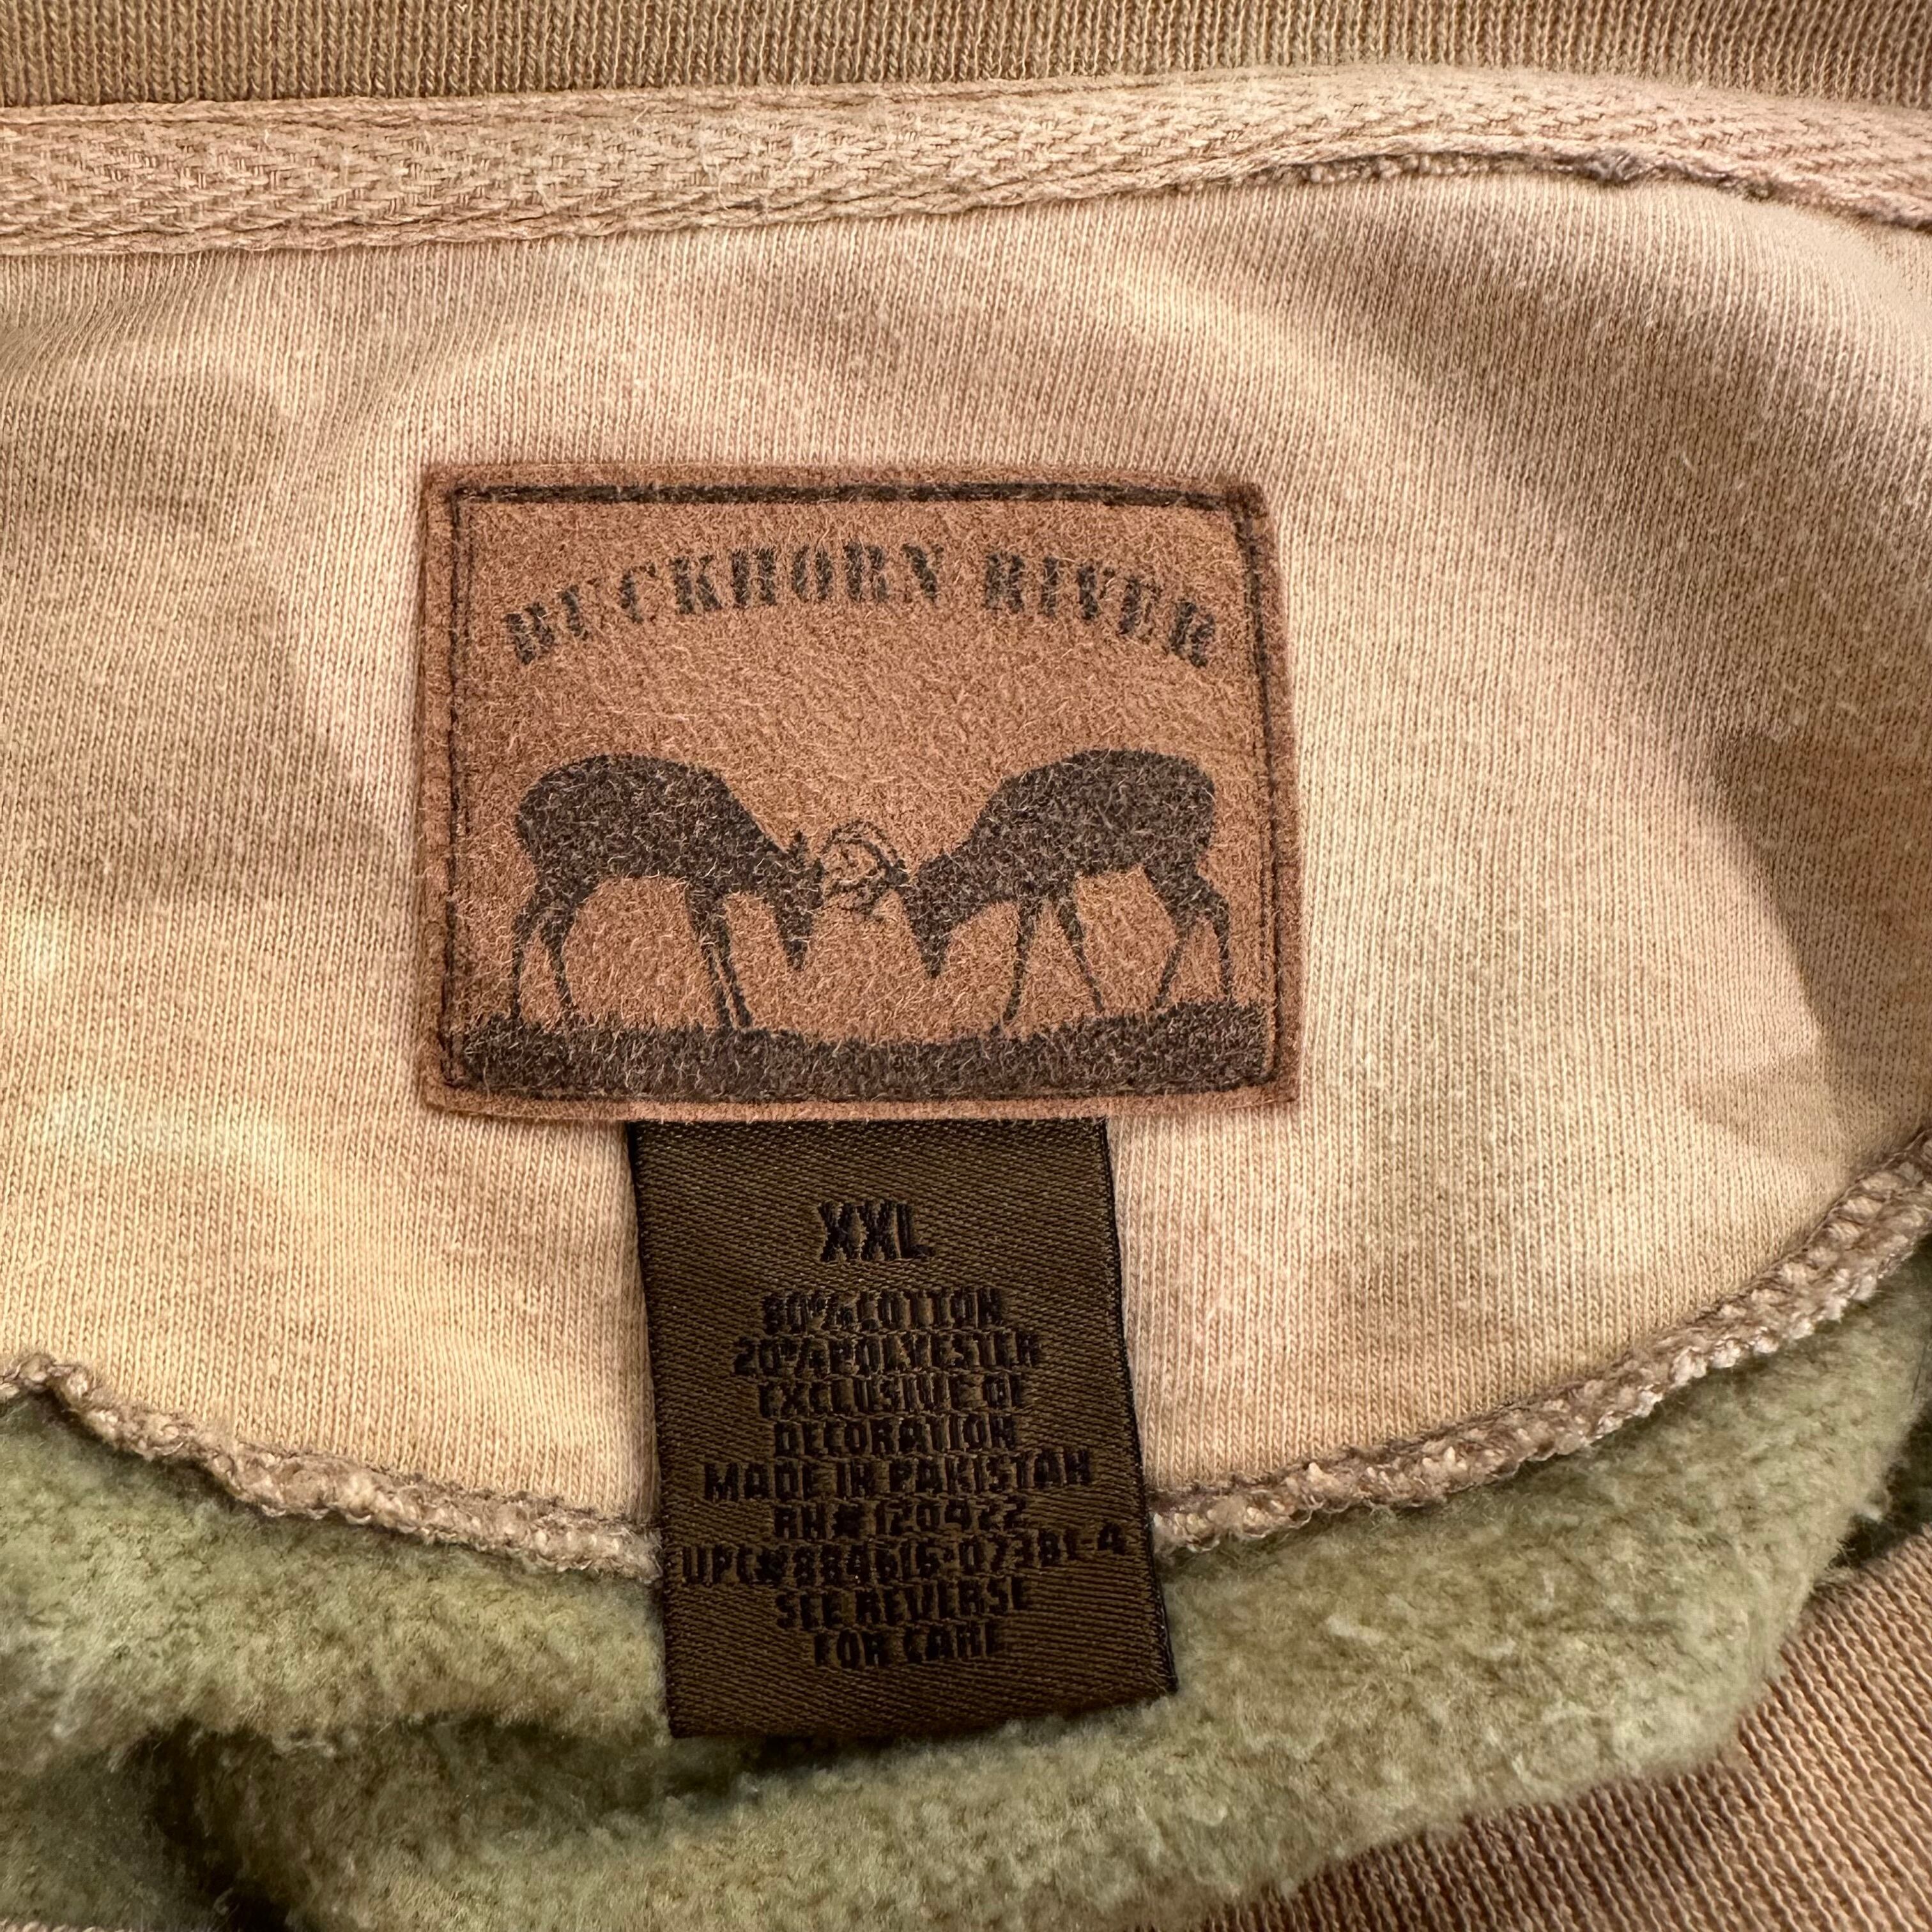 BUCKHORN RIVER
XXL
80% COTTON
20% POLYESTER
EXCLUSIVE OF
DECORATION
MADE IN PAKISTAN
RN# 120422
UPC# 884616-07381-4
SEE REVERSE
FOR CARE